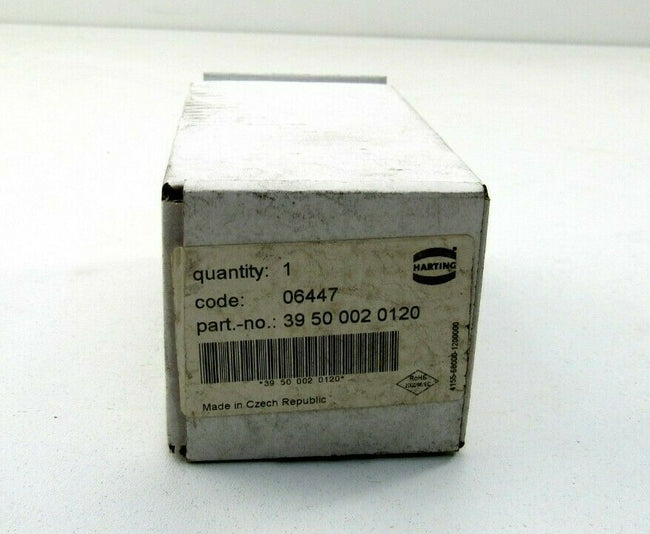 HARTING
quantity: 1
code: 06447
part.-no.: 39 50 002 0120
*39 50 002 0120*
Made in Czech Republic
RoHS